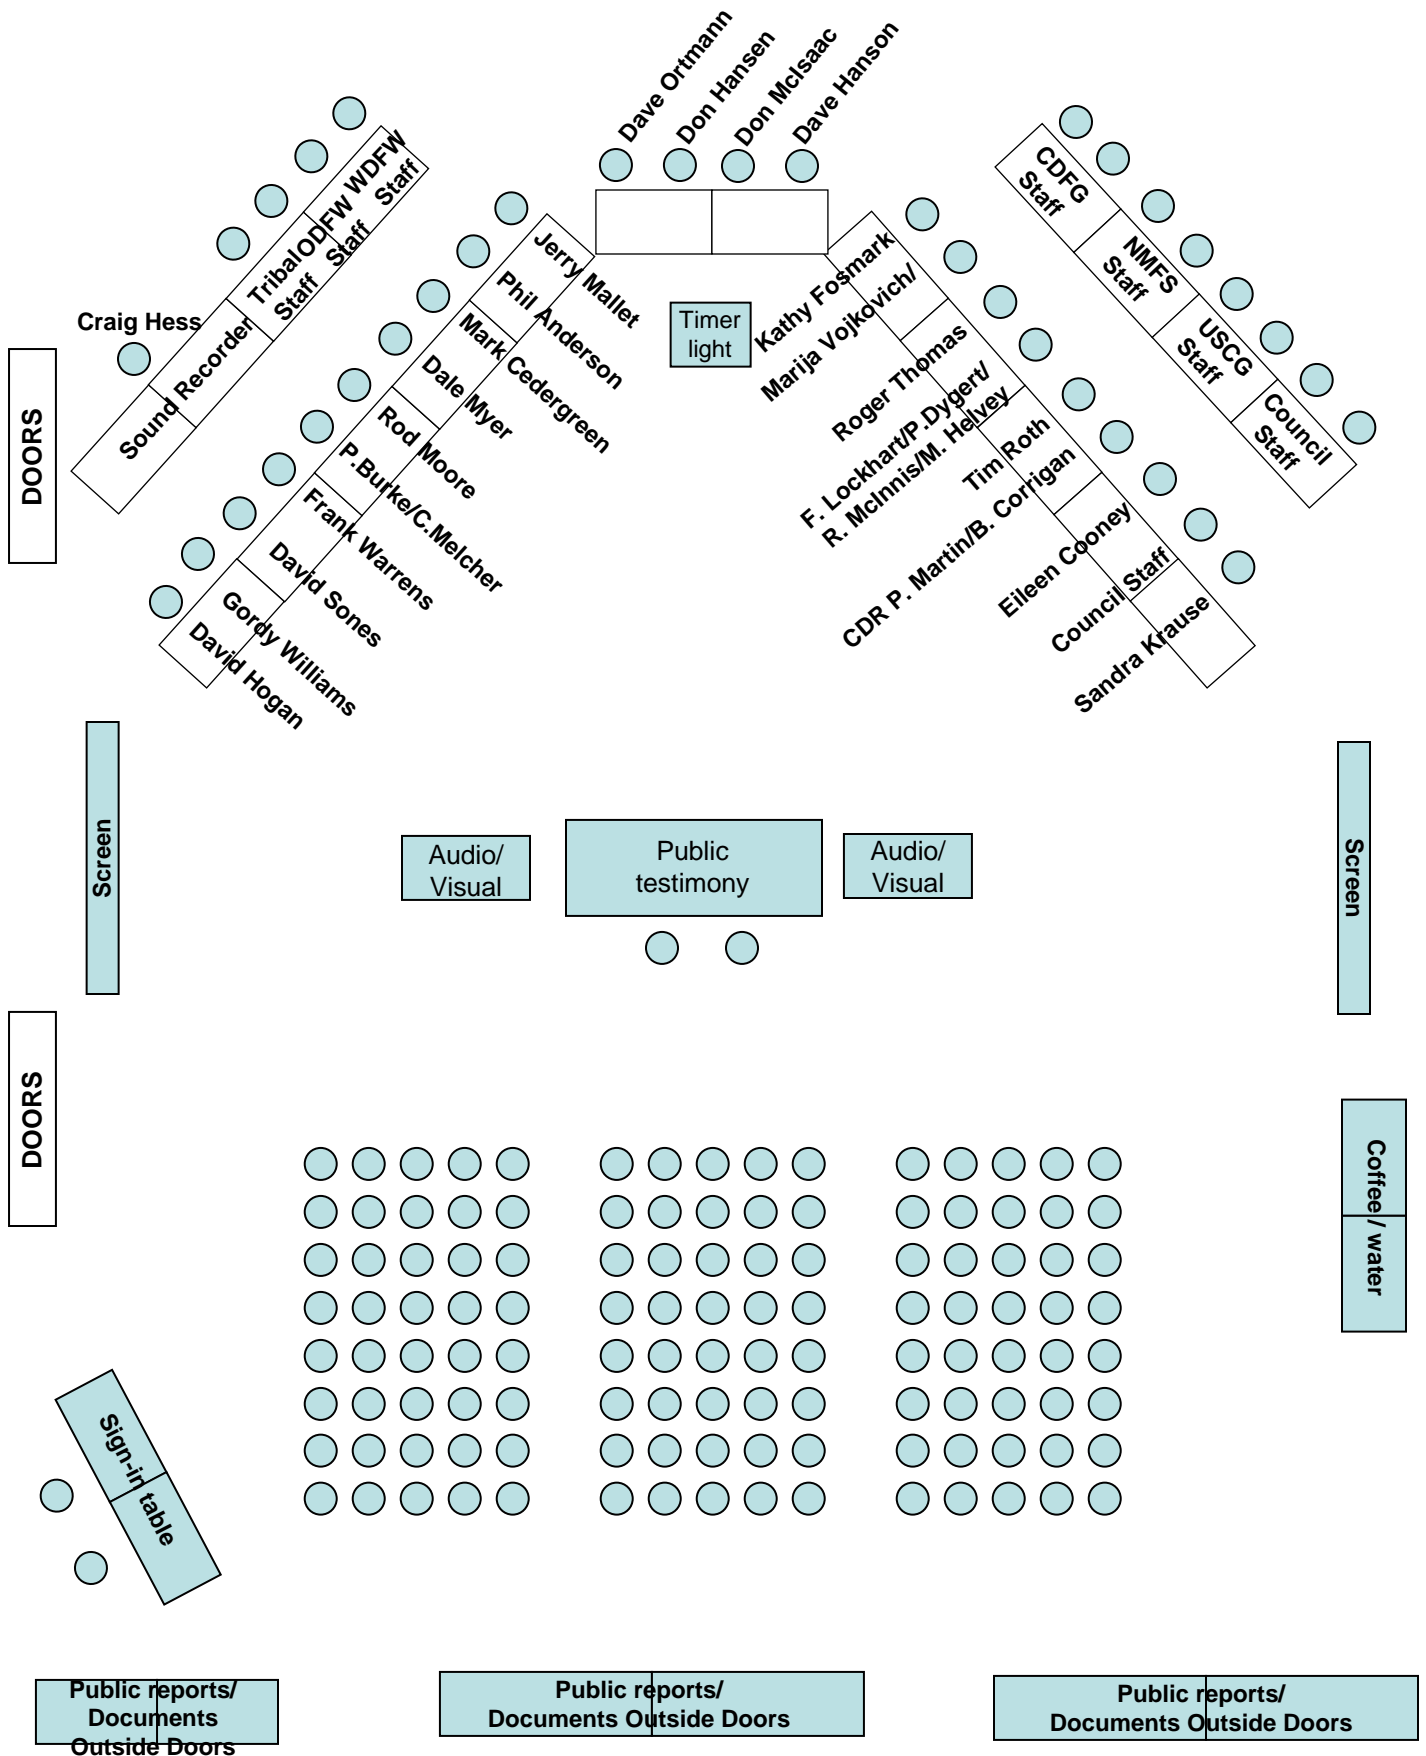 Dave Ortmann
Don Hansen
Don McIsaac
Dave Hanson
WDFW
Staff
ODFW
Staff
Tribal
Staff
Craig Hess
Sound Recorder
DOORS
Jerry Mallet
Phil Anderson
Mark Cedergreen
Dale Myer
Rod Moore
P.Burke/C.Melcher
Frank Warrens
David Sones
Gordy Williams
David Hogan
Timer
light
Kathy Fosmark
Marija Vojkovich/
Roger Thomas
F. Lockhart/P.Dygert/
R. McInnis/M. Helvey
Tim Roth
CDR P. Martin/B. Corrigan
Eileen Cooney
Council Staff
Sandra Krause
CDFG
Staff
NMFS
Staff
USCG
Staff
Council
Staff
Screen
Audio/
Visual
Public
testimony
Audio/
Visual
Screen
DOORS
Coffee / water
Sign-in table
Public reports/
Documents
Outside Doors
Public reports/
Documents Outside Doors
Public reports/
Documents Outside Doors